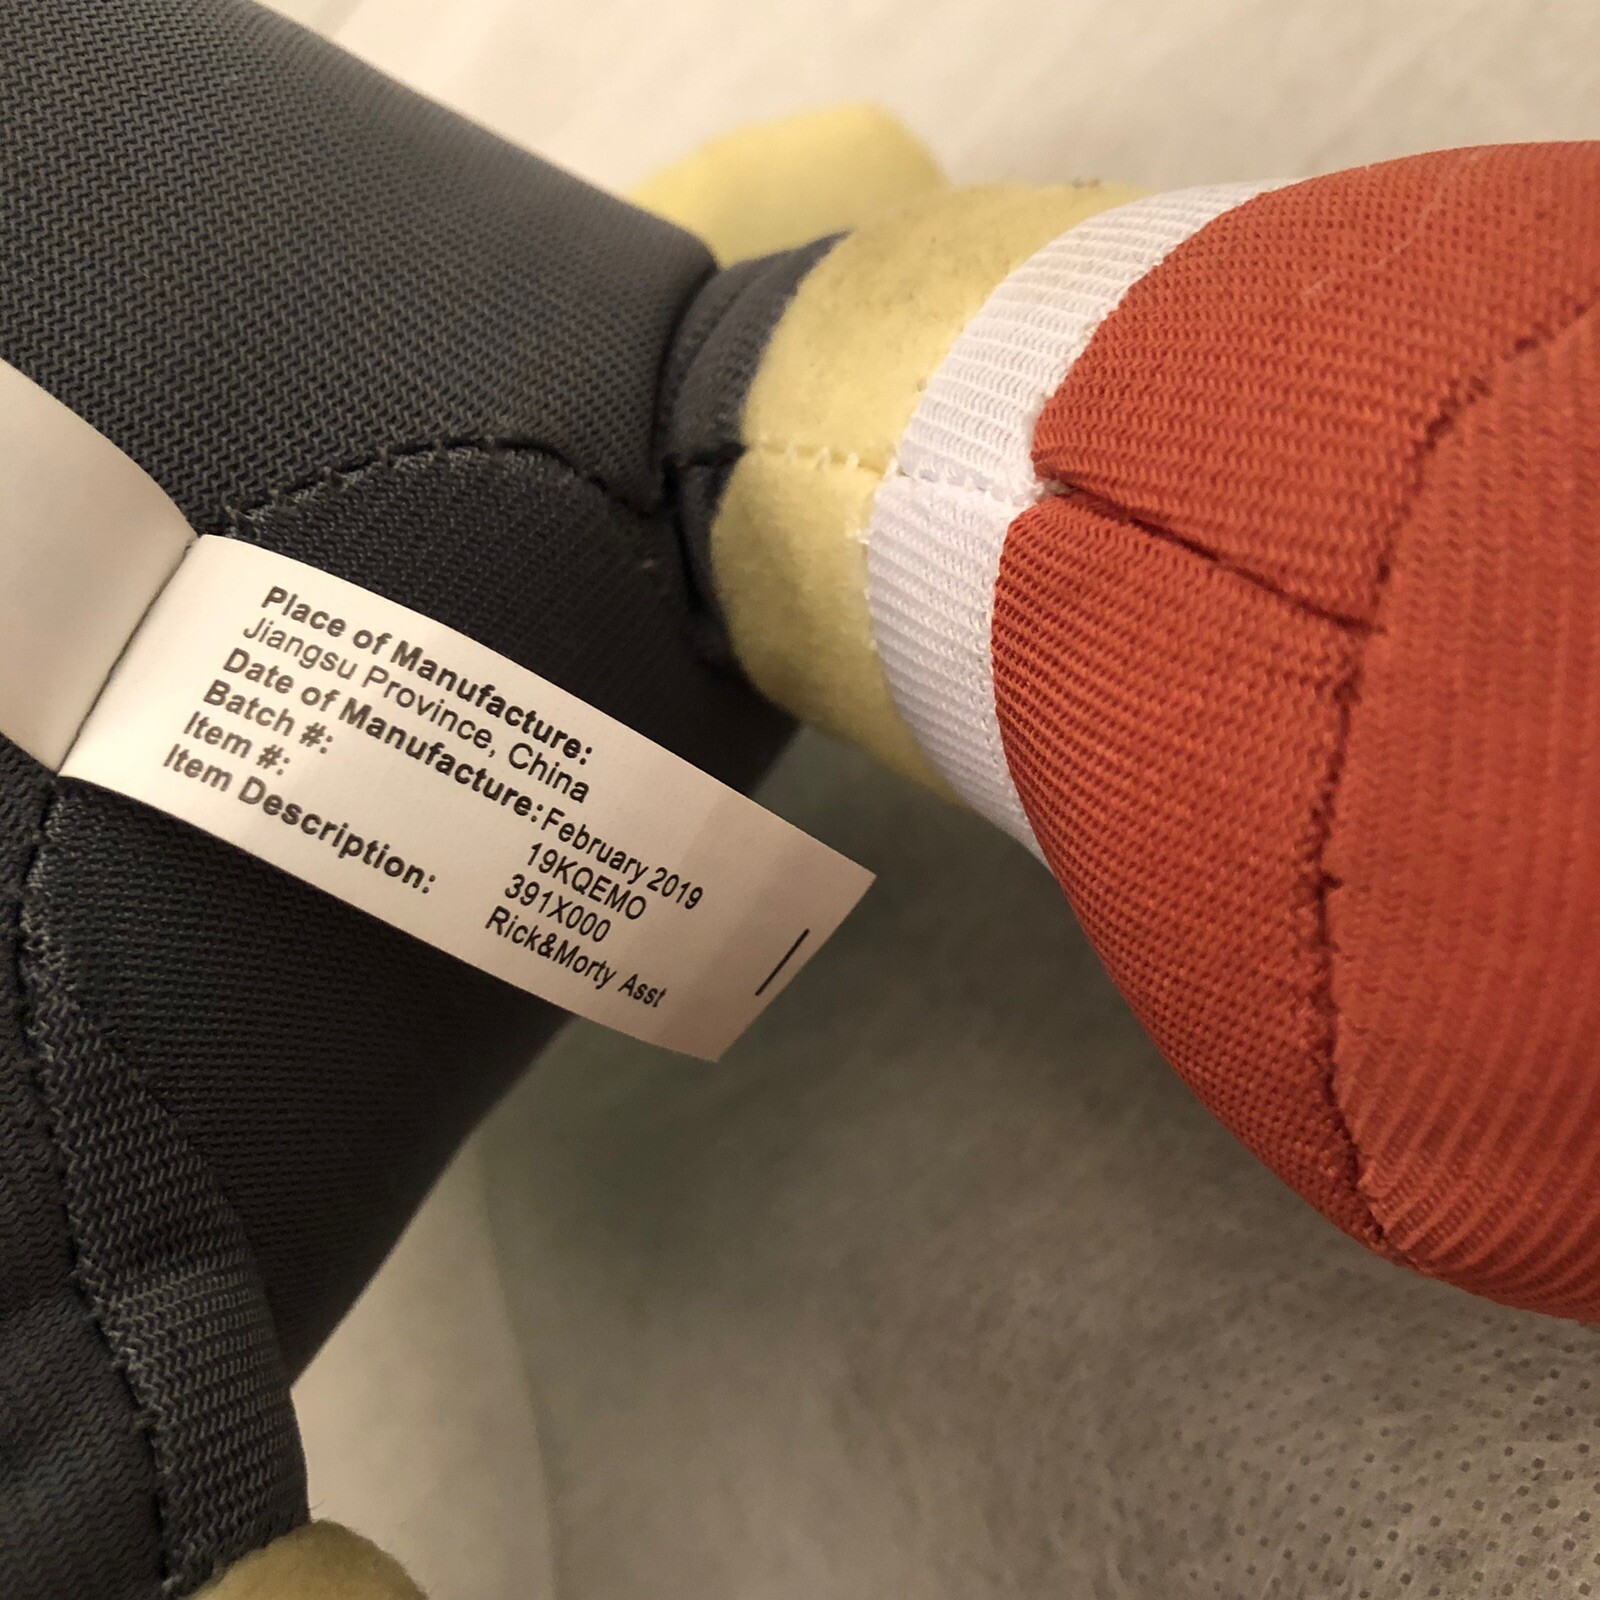 Place of Manufacture:
Jiangsu Province, China
Date of Manufacture: February 2019
Batch #: 19KQEMO
Item #: 391X000
Item Description: Rick&Morty Asst